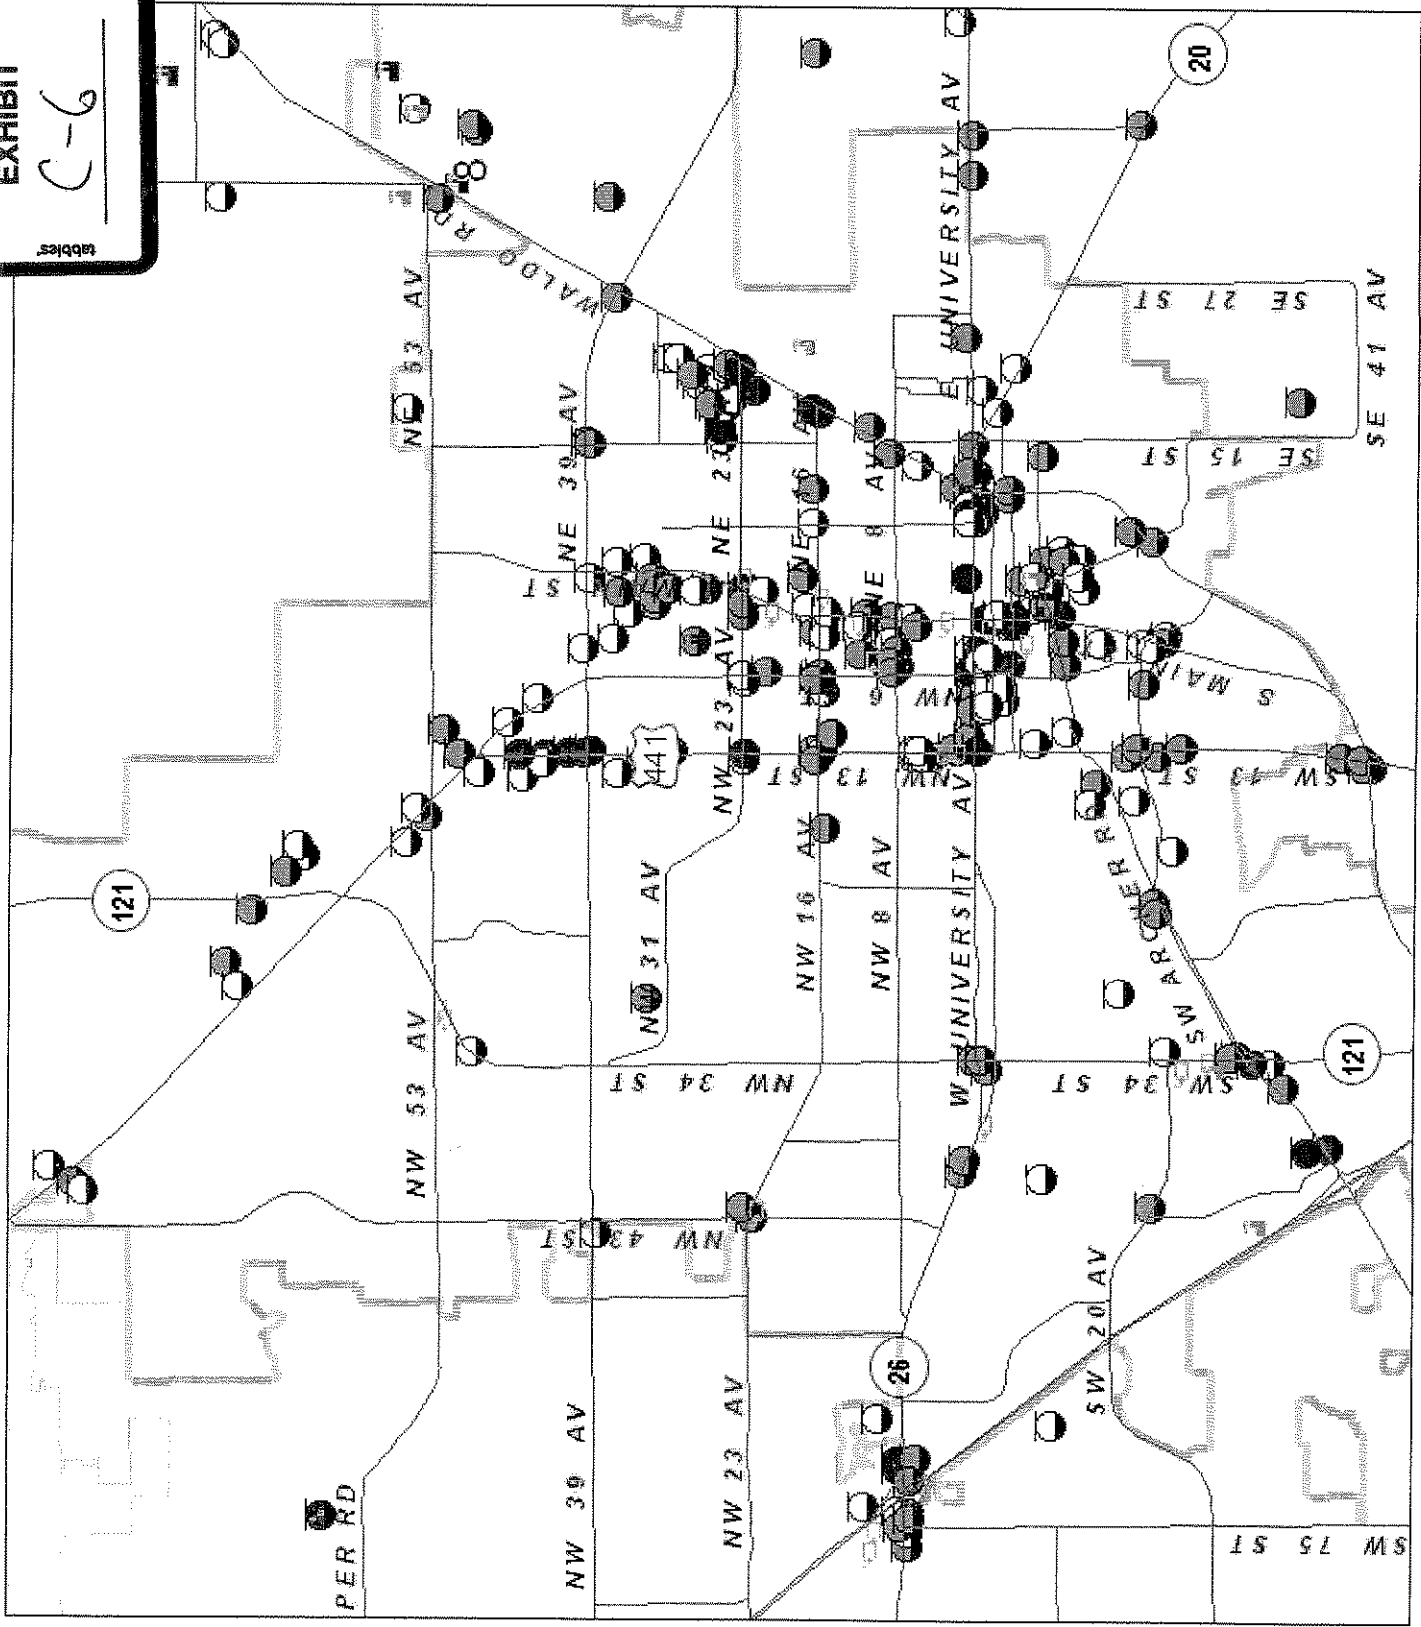 EXHIBIT
C-6
tabbies
20
121
121
26
441
NE 53 AV
WALDO RD
NE 39 AV
NE 23
NE 16 AV
NE 8 AV
E UNIVERSITY AV
SE 27 ST
SE 15 ST
SE 41 AV
ST
NW 6
S MAIN
NW 13 ST
SW 13 ST
NW 23 AV
NW 31 AV
NW 16 AV
NW 8 AV
W UNIVERSITY AV
SW ARCHER R
NW 53 AV
NW 34 ST
SW 34 ST
NW 43 ST
SW 20 AV
PER RD
NW 39 AV
NW 23 AV
SW 75 ST